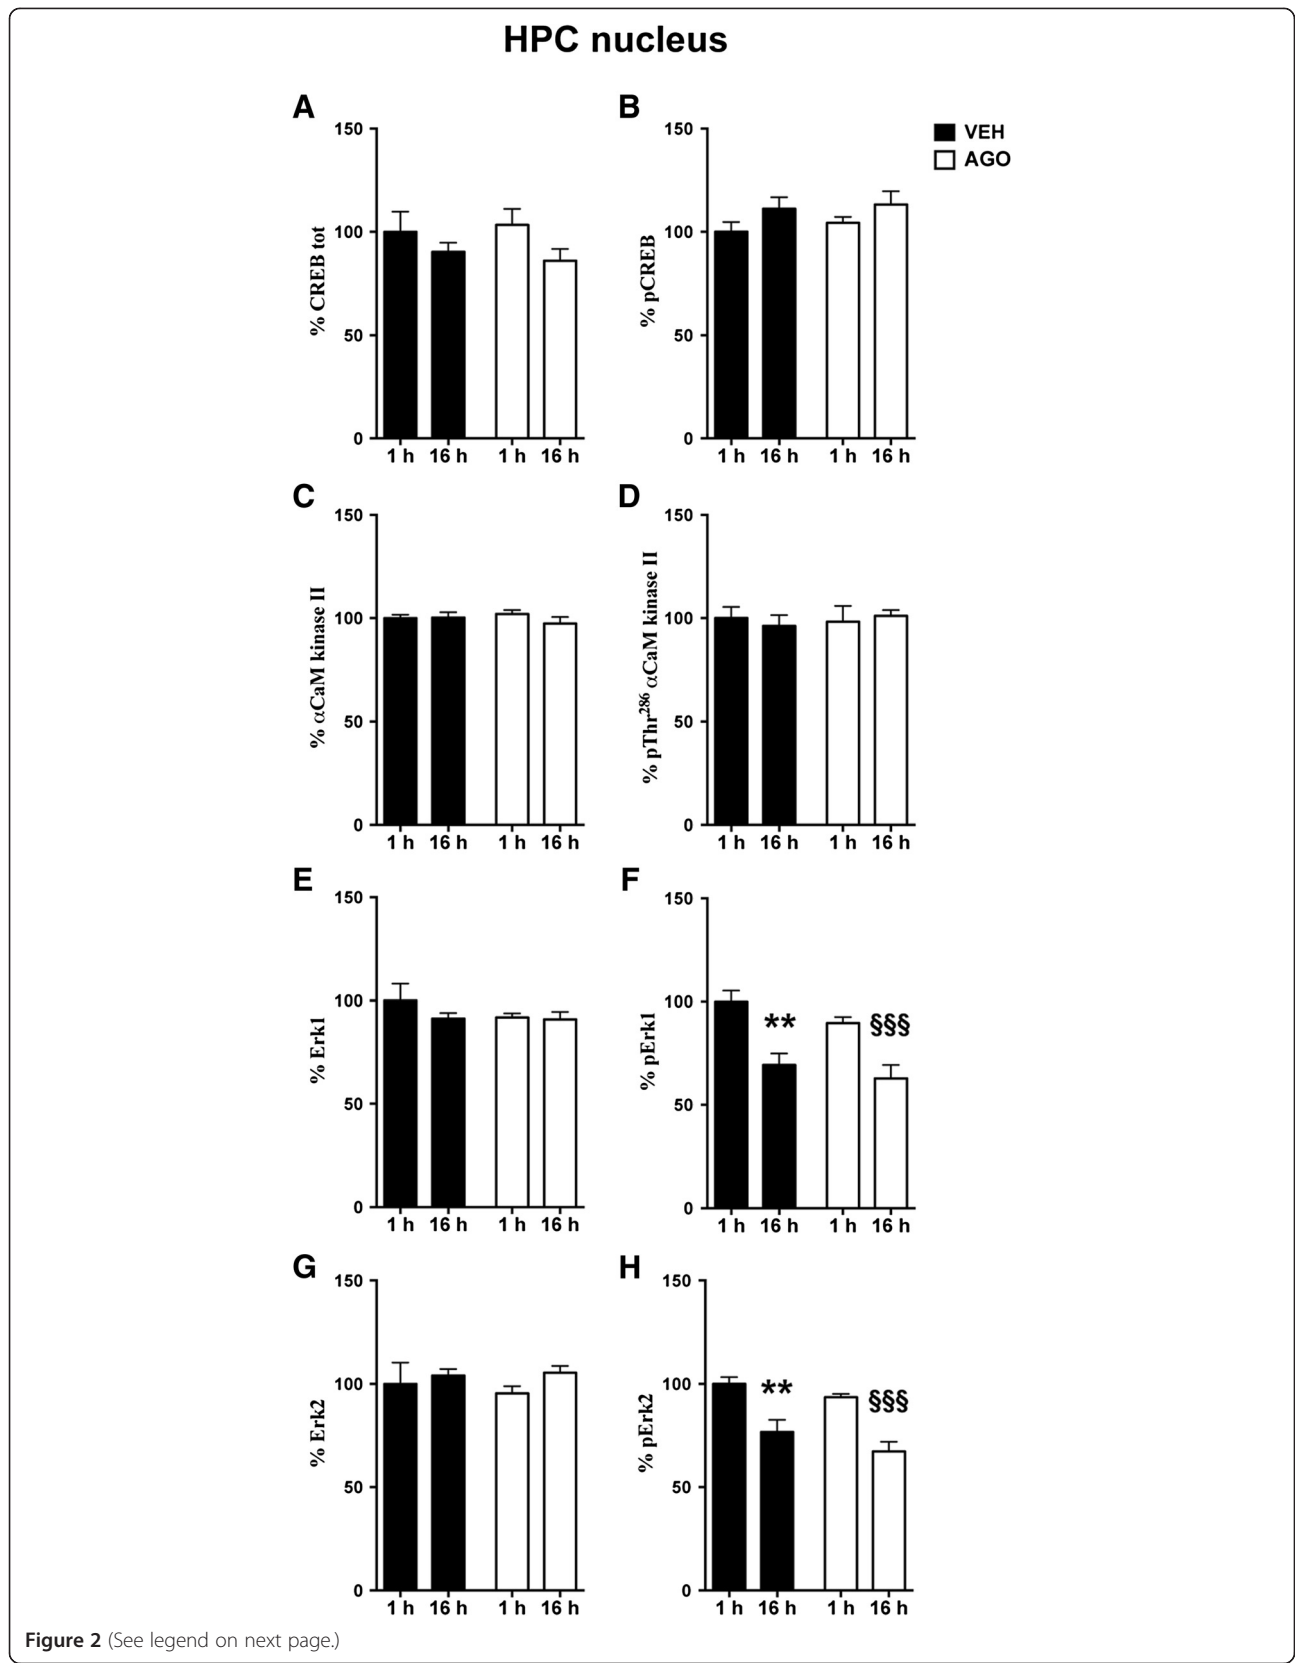 HPC nucleus
A
150
100
50
0
% CREB tot
1 h 16 h 1 h 16 h
B
150
100
50
0
% pCREB
1 h 16 h 1 h 16 h
VEH
AGO
C
150
100
50
0
% αCaM kinase II
1 h 16 h 1 h 16 h
D
150
100
50
0
% pThr²⁸⁶ αCaM kinase II
1 h 16 h 1 h 16 h
E
150
100
50
0
% Erk1
1 h 16 h 1 h 16 h
F
150
100
50
0
% pErk1
** §§§
1 h 16 h 1 h 16 h
G
150
100
50
0
% Erk2
1 h 16 h 1 h 16 h
H
150
100
50
0
% pErk2
** §§§
1 h 16 h 1 h 16 h
Figure 2 (See legend on next page.)